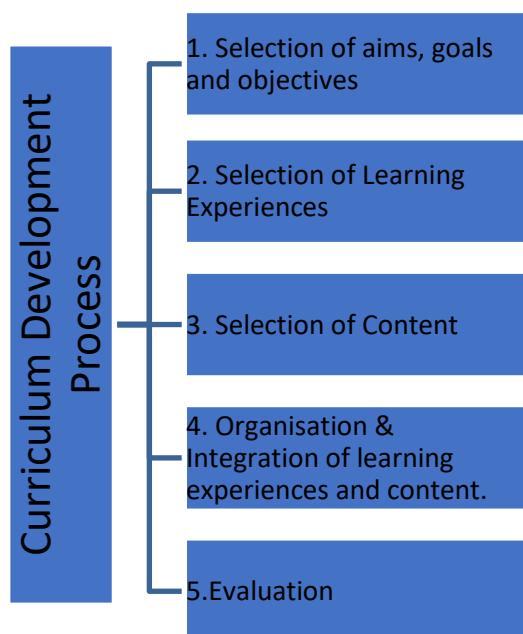 Curriculum Development
Process
1. Selection of aims, goals
and objectives
2. Selection of Learning
Experiences
3. Selection of Content
4. Organisation &
Integration of learning
experiences and content.
5.Evaluation